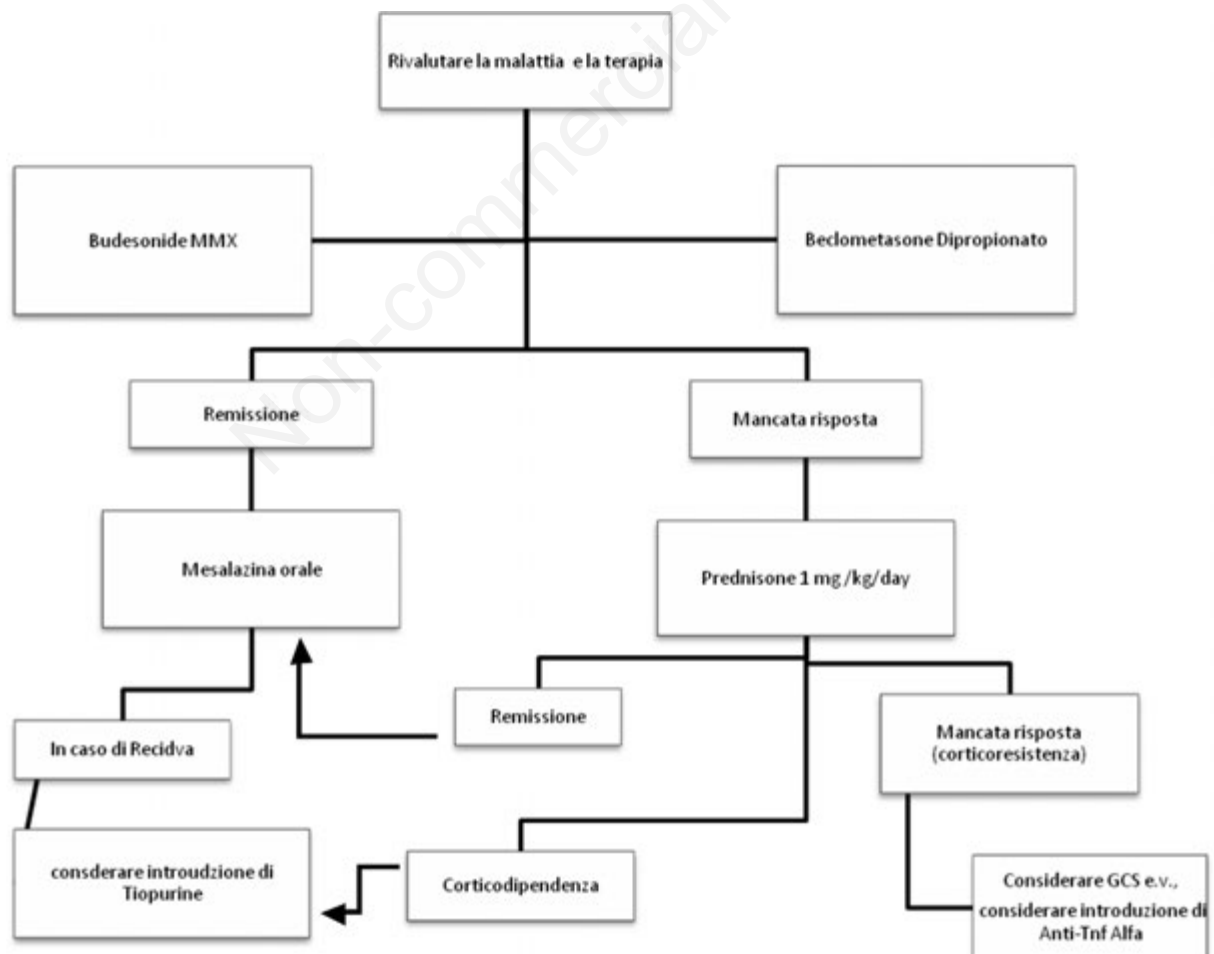 Rivalutare la malattia e la terapia
Budesonide MMX
Beclometasone Dipropionato
Remissione
Mancata risposta
Mesalazina orale
Prednisone 1 mg/kg/day
Remissione
In caso di Recidva
Mancata risposta
(corticoresistenza)
consderare introudzione di
Tiopurine
Corticodipendenza
Considerare GCS e.v.,
considerare introduzione di
Anti-Tnf Alfa